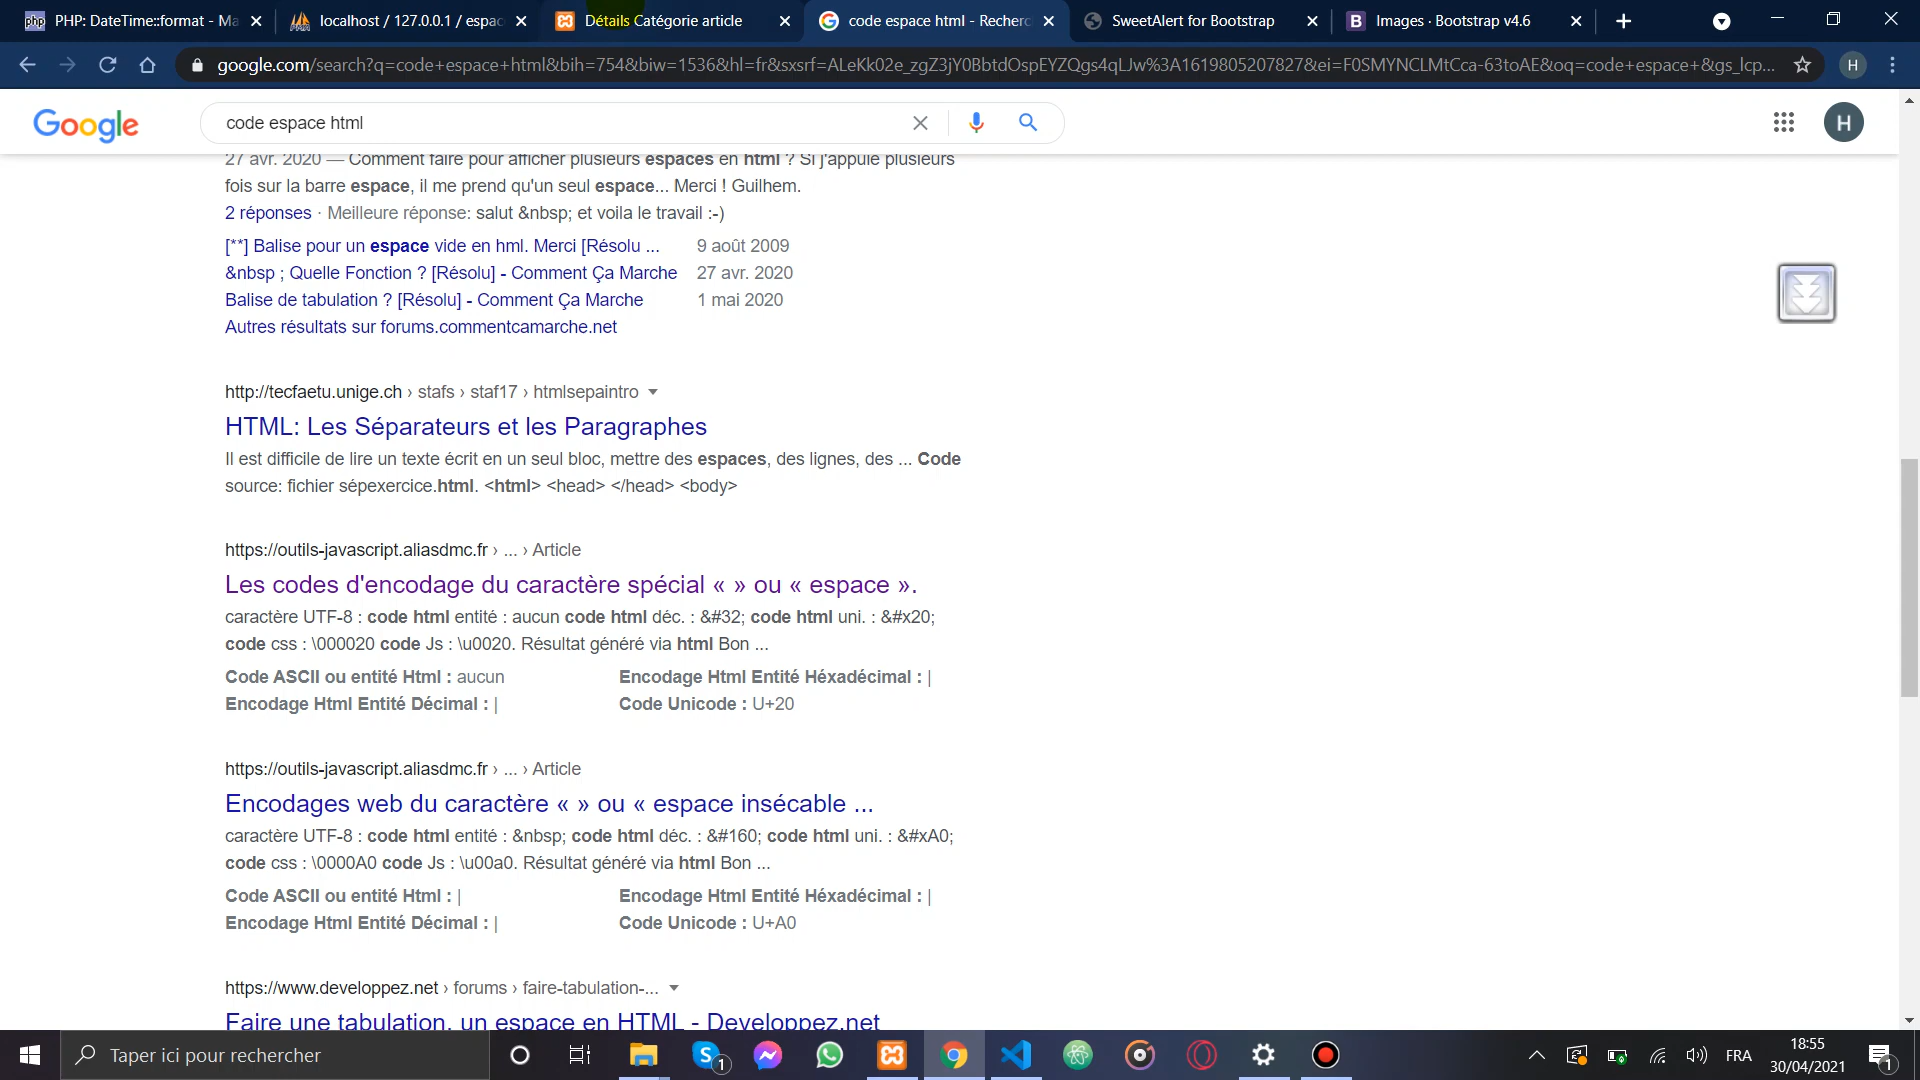 PHP: DateTime::format - Ma
localhost / 127.0.0.1 / espac
Détails Catégorie article
code espace html - Recherc
SweetAlert for Bootstrap
Images · Bootstrap v4.6
google.com/search?q=code+espace+html&bih=754&biw=1536&hl=fr&sxsrf=ALeKk02e_zgZ3jY0BbtdOspEYZQgs4qLJw%3A1619805207827&ei=F0SMYNCLMtCca-63toAE&oq=code+espace+&gs_lcp...
H
Google
code espace html
H
27 avr. 2020 — Comment faire pour afficher plusieurs espaces en html ? Si j'appuie plusieurs
fois sur la barre espace, il me prend qu'un seul espace... Merci ! Guilhem.
2 réponses · Meilleure réponse: salut &nbsp; et voila le travail :-)
[**] Balise pour un espace vide en hml. Merci [Résolu ... 9 août 2009
&nbsp ; Quelle Fonction ? [Résolu] - Comment Ça Marche 27 avr. 2020
Balise de tabulation ? [Résolu] - Comment Ça Marche 1 mai 2020
Autres résultats sur forums.commentcamarche.net
http://tecfaetu.unige.ch › stafs › staf17 › htmlsepaintro
HTML: Les Séparateurs et les Paragraphes
Il est difficile de lire un texte écrit en un seul bloc, mettre des espaces, des lignes, des ... Code
source: fichier sépexercice.html. <html> <head> </head> <body>
https://outils-javascript.aliasdmc.fr › ... › Article
Les codes d'encodage du caractère spécial « » ou « espace ».
caractère UTF-8 : code html entité : aucun code html déc. : &#32; code html uni. : &#x20;
code css : \000020 code Js : \u0020. Résultat généré via html Bon ...
Code ASCII ou entité Html : aucun Encodage Html Entité Héxadécimal : |
Encodage Html Entité Décimal : | Code Unicode : U+20
https://outils-javascript.aliasdmc.fr › ... › Article
Encodages web du caractère « » ou « espace insécable ...
caractère UTF-8 : code html entité : &nbsp; code html déc. : &#160; code html uni. : &#xA0;
code css : \0000A0 code Js : \u00a0. Résultat généré via html Bon ...
Code ASCII ou entité Html : | Encodage Html Entité Héxadécimal : |
Encodage Html Entité Décimal : | Code Unicode : U+A0
https://www.developpez.net › forums › faire-tabulation-...
Faire une tabulation, un espace en HTML - Developpez.net
Taper ici pour rechercher
1
FRA
18:55
30/04/2021
1